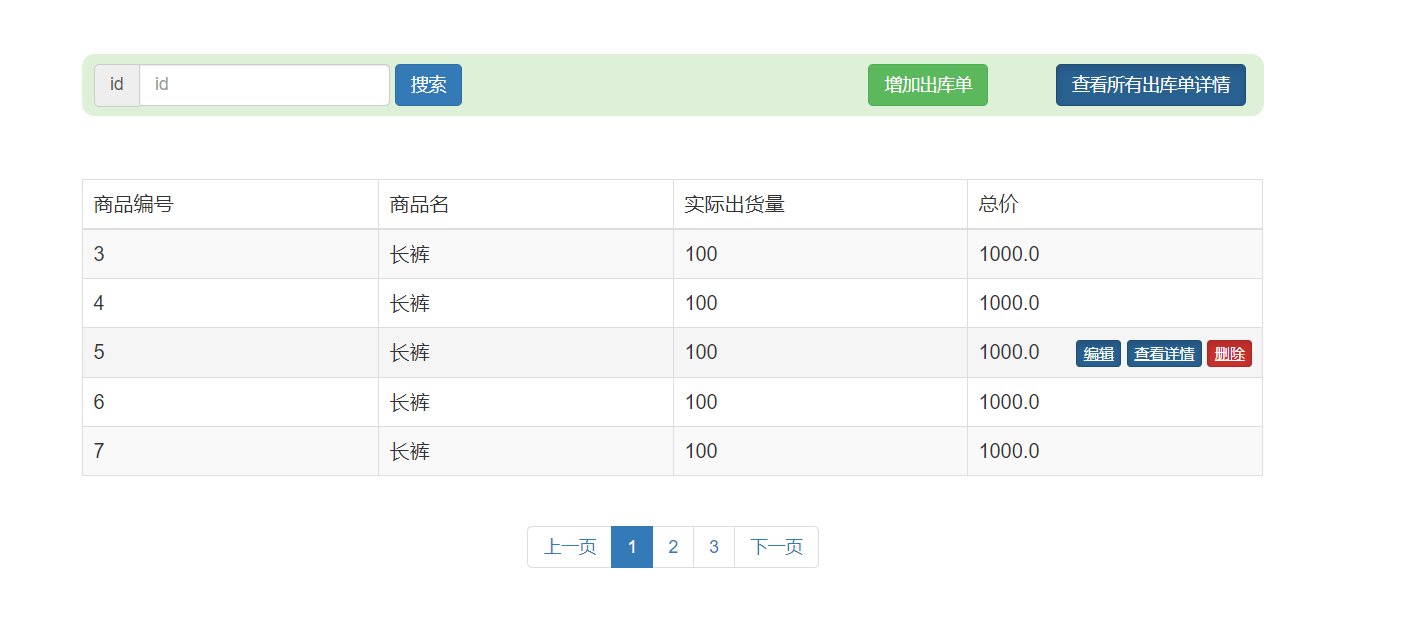 id id 搜索 增加出库单 查看所有出库单详情
商品编号 商品名 实际出货量 总价
3 长裤 100 1000.0
4 长裤 100 1000.0
5 长裤 100 1000.0 编辑 查看详情 删除
6 长裤 100 1000.0
7 长裤 100 1000.0
上一页 1 2 3 下一页